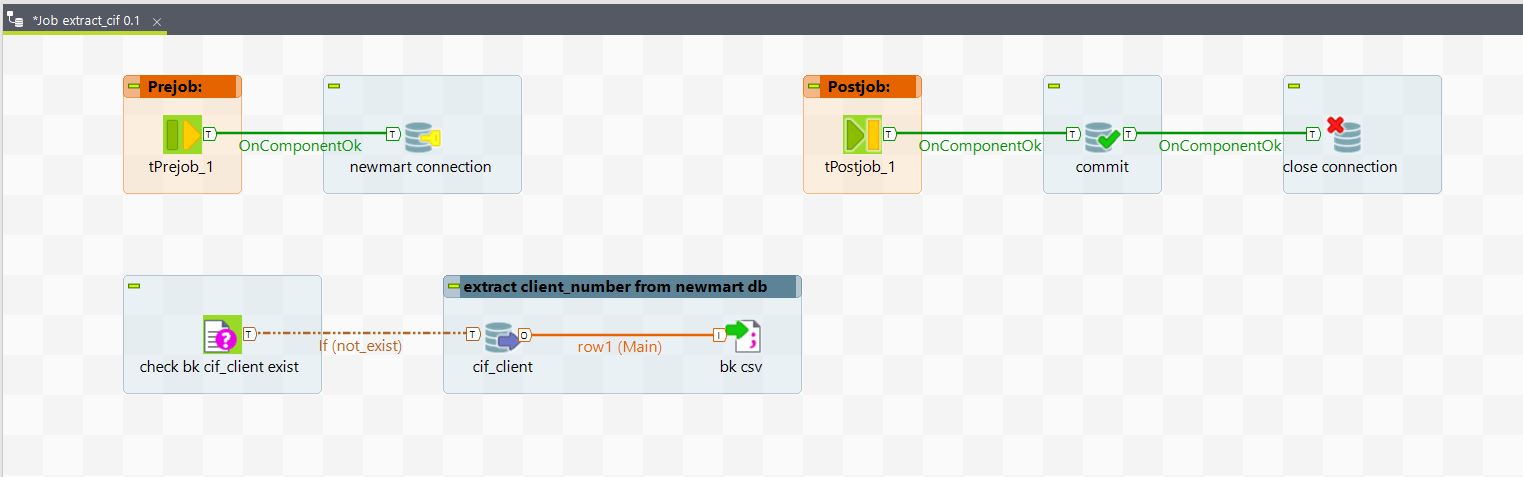 *Job extract_cif 0.1
Prejob:
Postjob:
T
T
T
T
T
T
OnComponentOk
OnComponentOk
OnComponentOk
tPrejob_1
newmart connection
tPostjob_1
commit
close connection
extract client_number from newmart db
T
T
O
I
If (not_exist)
row1 (Main)
check bk cif_client exist
cif_client
bk csv